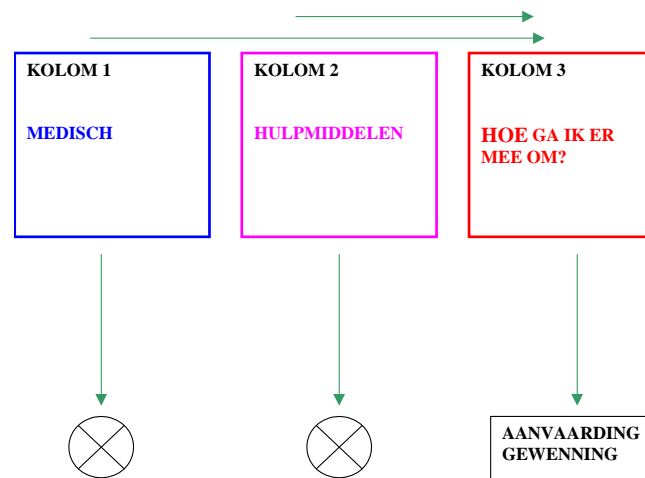 KOLOM 1
MEDISCH
KOLOM 2
HULPMIDDELEN
KOLOM 3
HOE GA IK ER
MEE OM?
AANVAARDING
GEWENNING